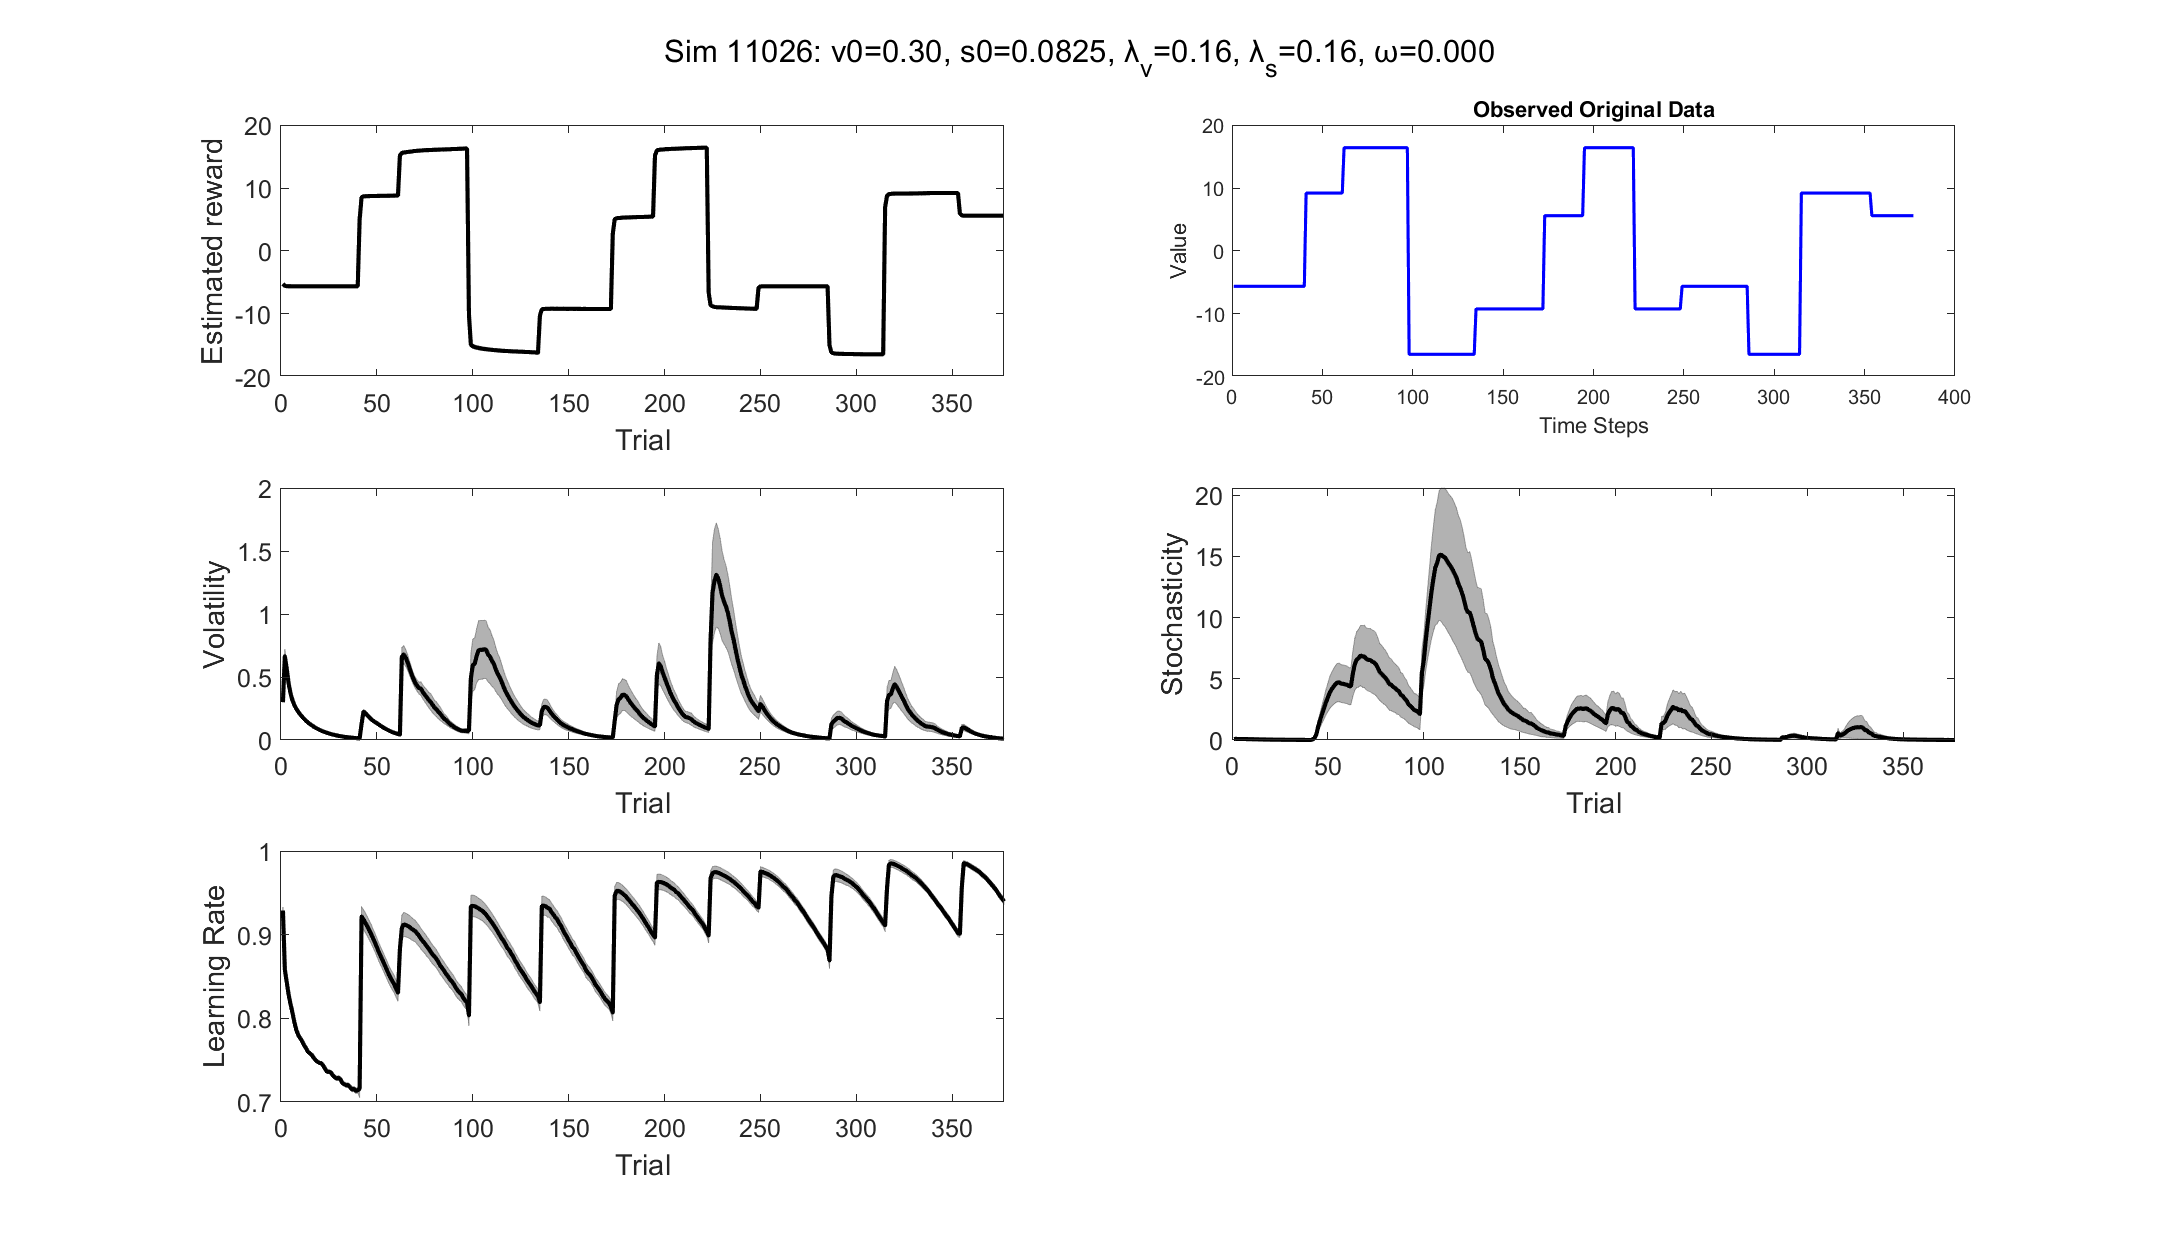 Sim 11026: v0=0.30, s0=0.0825, λv=0.16, λs=0.16, ω=0.000
20
10
0
-10
-20
Estimated reward
0 50 100 150 200 250 300 350
Trial
Observed Original Data
20
10
0
-10
-20
Value
0 50 100 150 200 250 300 350 400
Time Steps
2
1.5
1
0.5
0
Volatility
0 50 100 150 200 250 300 350
Trial
20
15
10
5
0
Stochasticity
0 50 100 150 200 250 300 350
Trial
1
0.9
0.8
0.7
Learning Rate
0 50 100 150 200 250 300 350
Trial